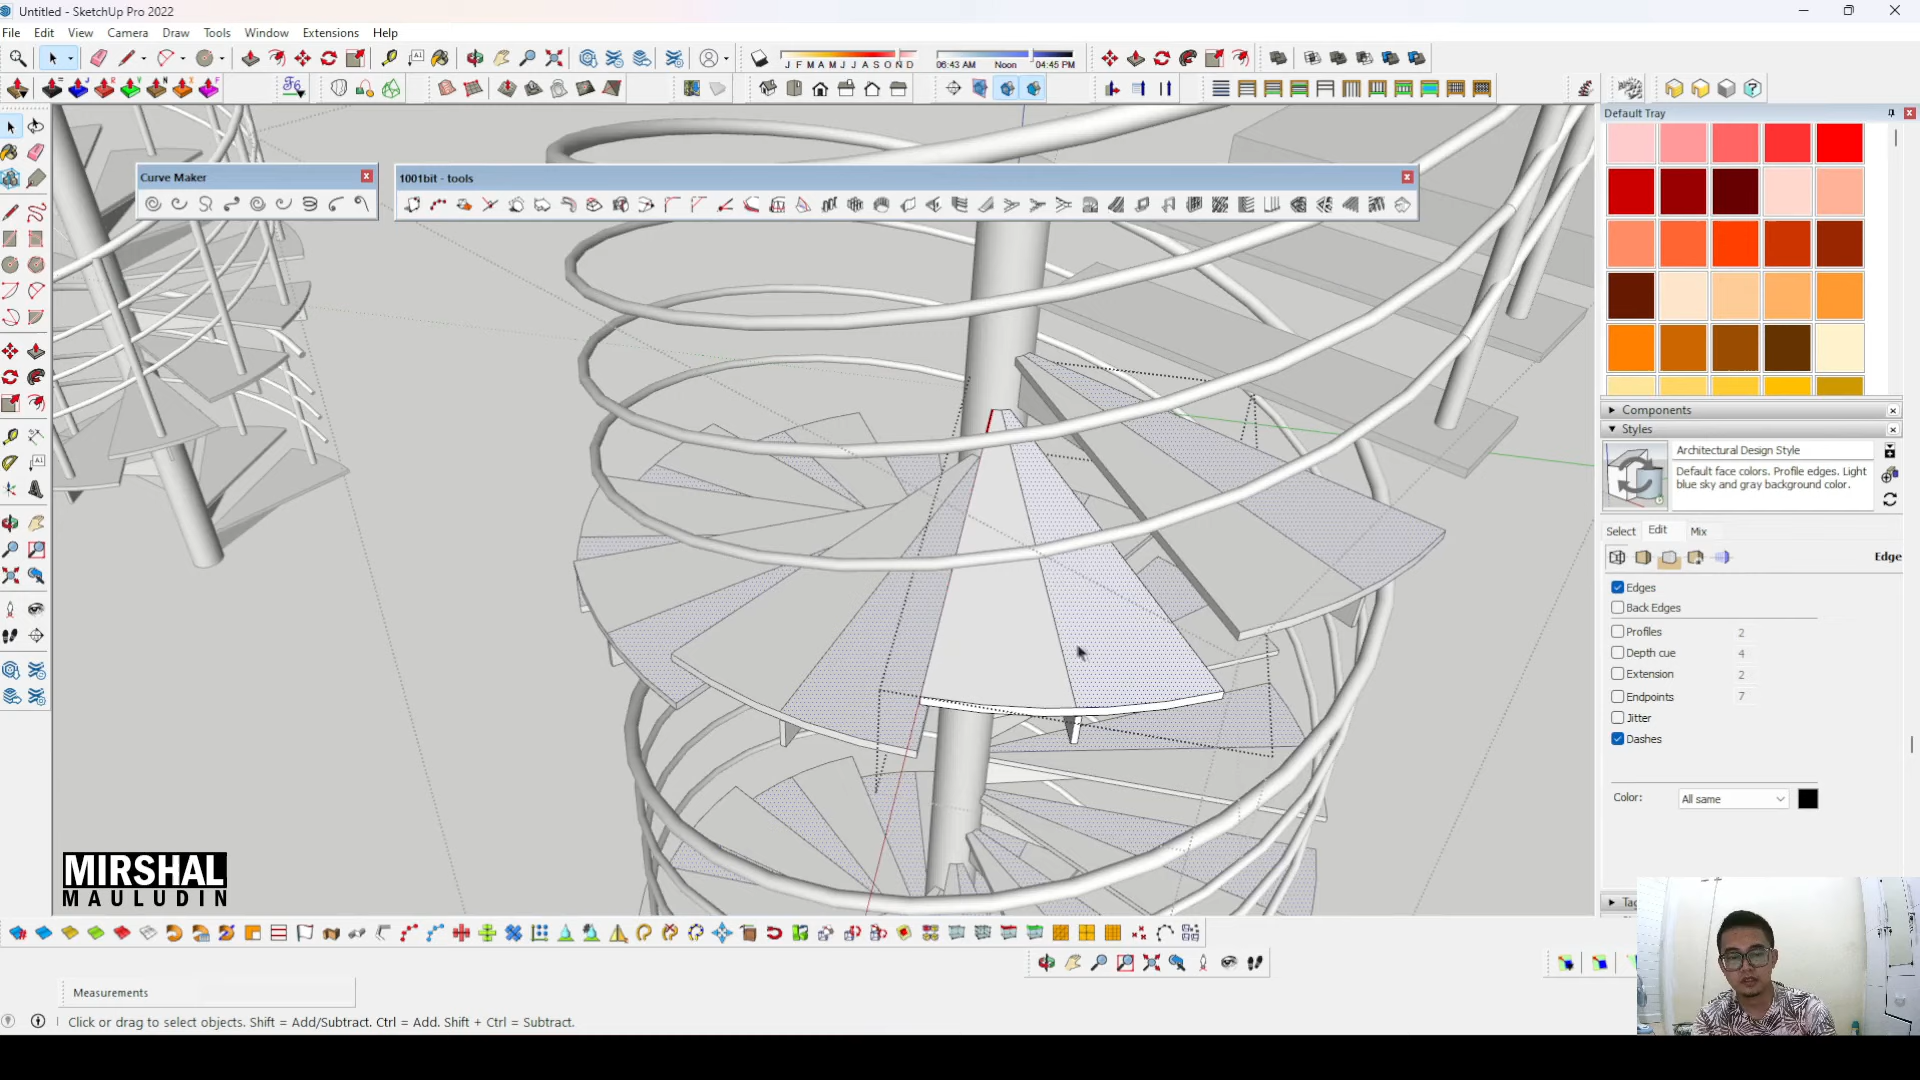 Untitled - SketchUp Pro 2022
File Edit View Camera Draw Tools Window Extensions Help
J F M A M J J A S O N D
06:43 AM Noon 04:45 PM
Default Tray
Curve Maker
1001bit - tools
Components
Styles
Architectural Design Style
Default face colors. Profile edges. Light
blue sky and gray background color.
Select Edit Mix
Edge
Edges
Back Edges
Profiles 2
Depth cue 4
Extension 2
Endpoints 7
Jitter
Dashes
Color: All same
MIRSHAL
MAULUDIN
Measurements
Click or drag to select objects. Shift = Add/Subtract. Ctrl = Add. Shift + Ctrl = Subtract.